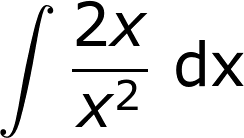 ∫ 2x/x² dx